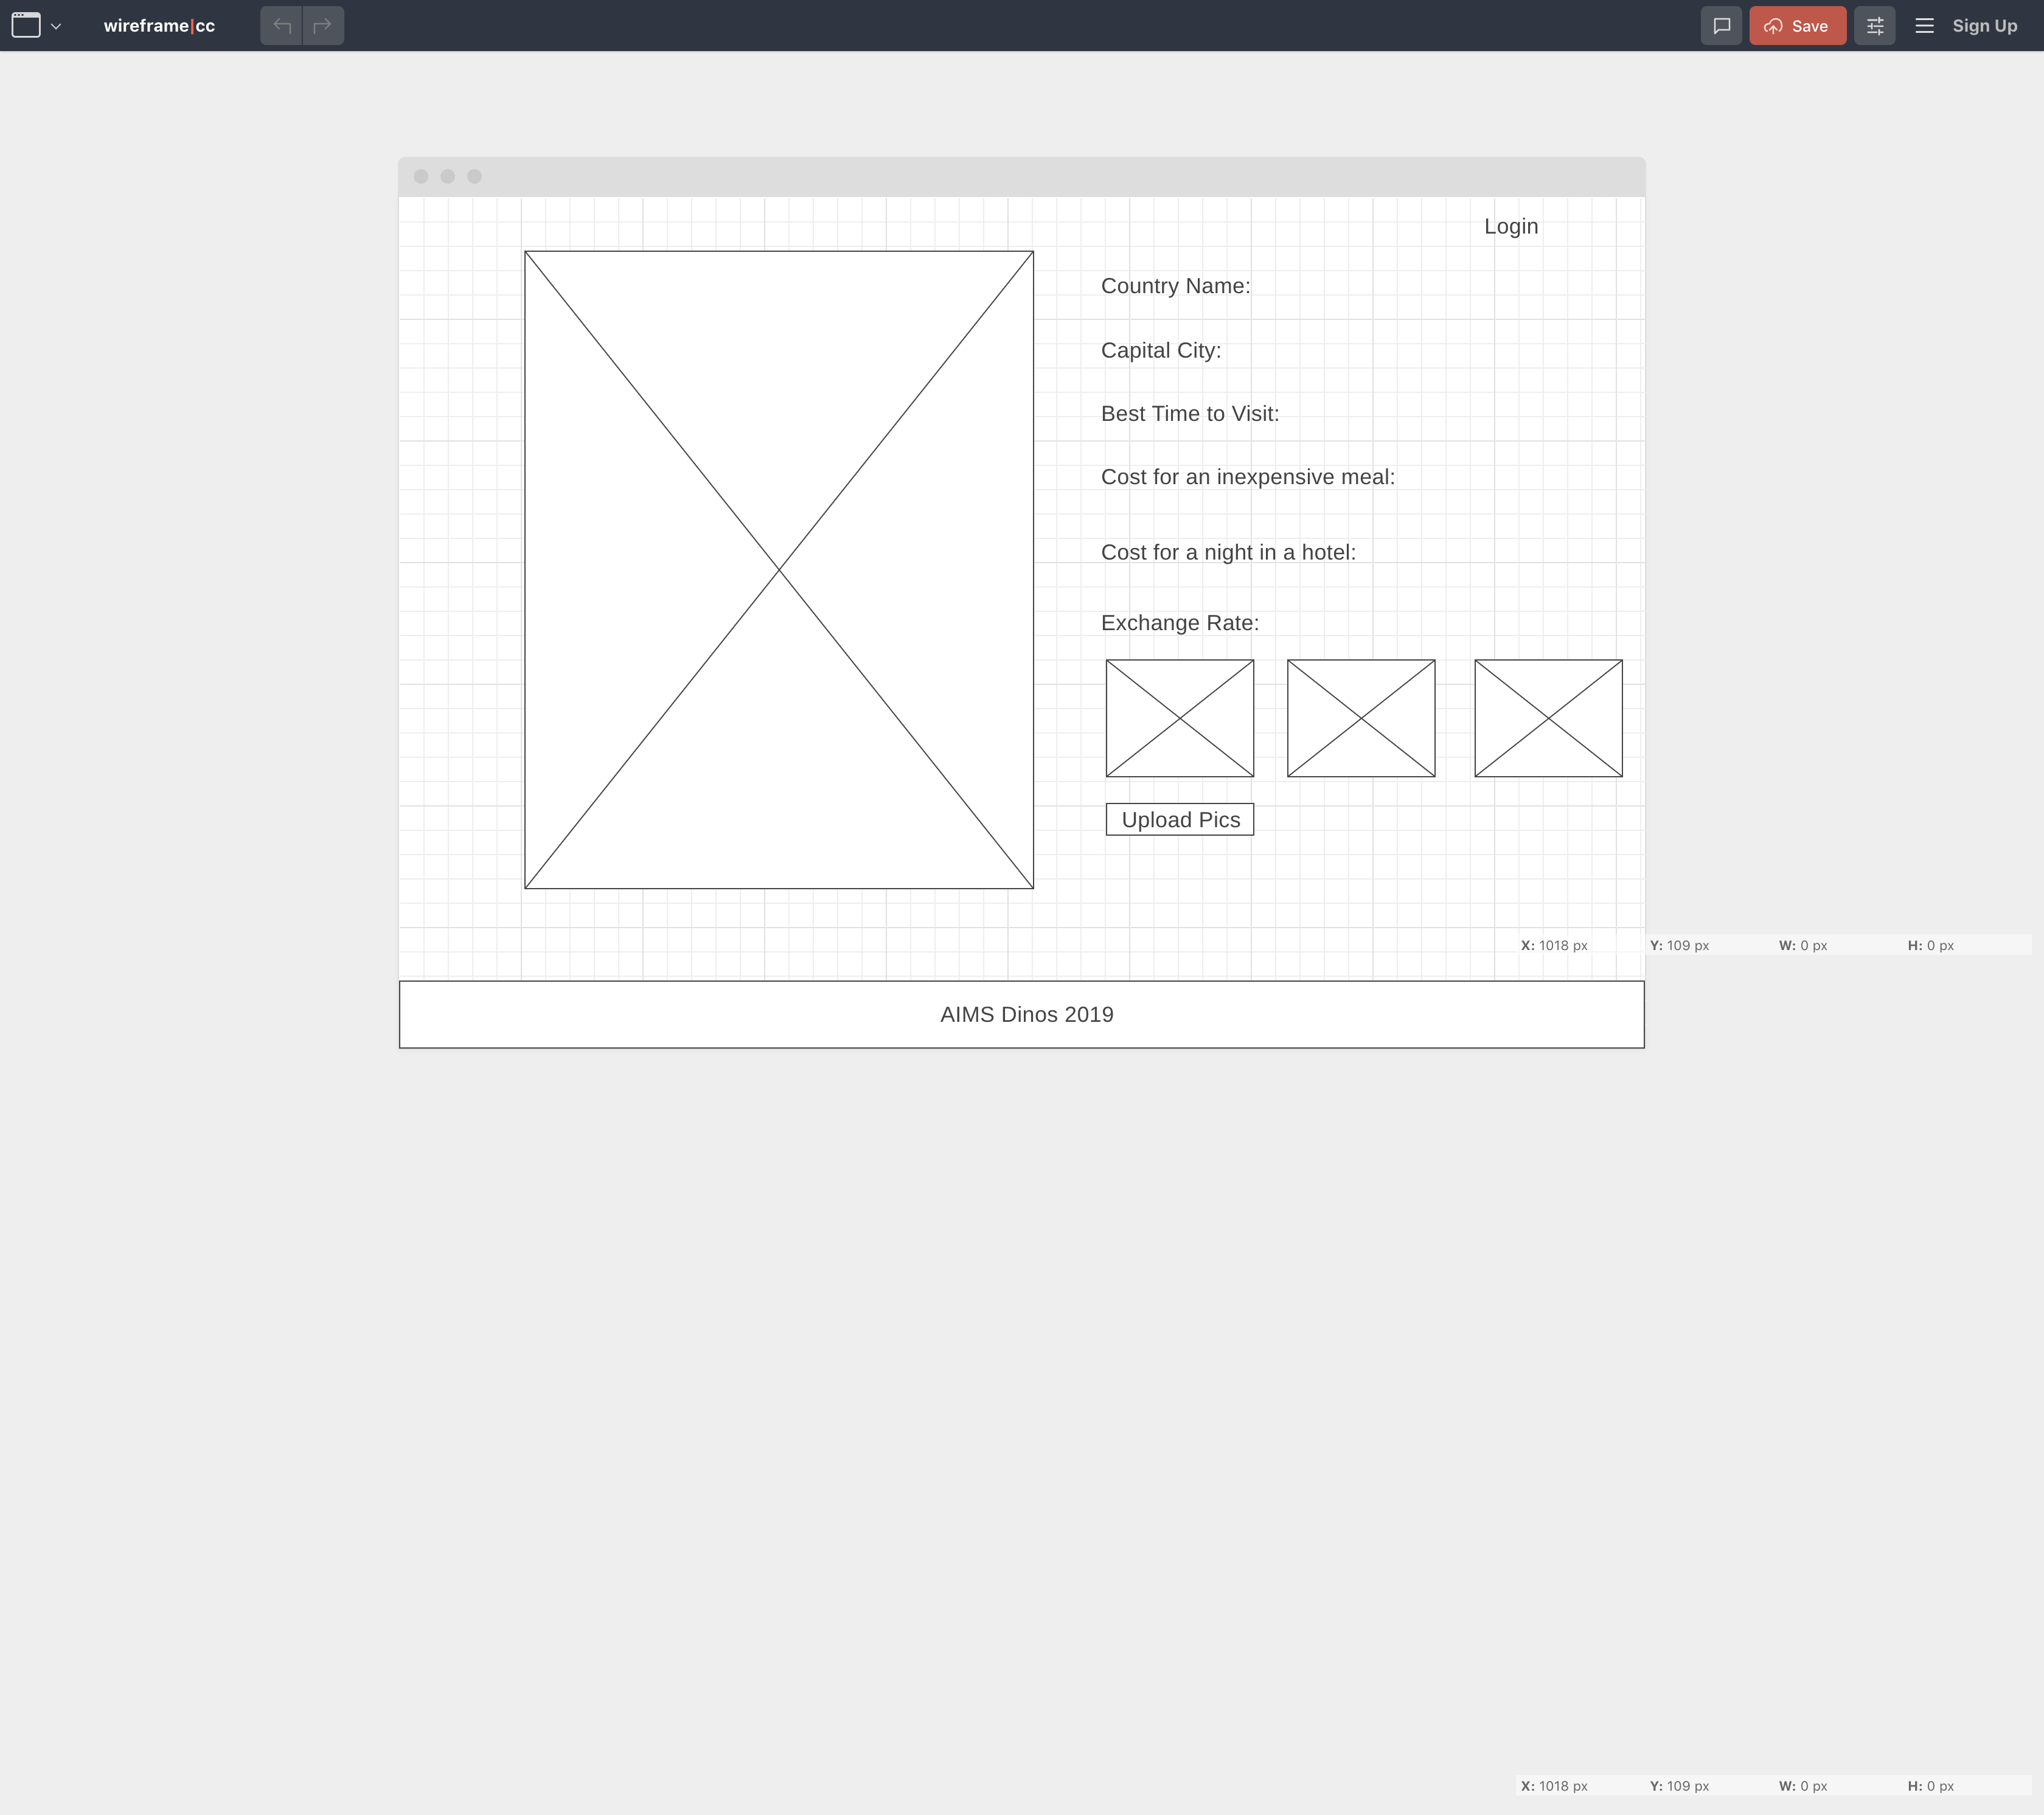 wireframe|cc
Save
Sign Up
Login
Country Name:
Capital City:
Best Time to Visit:
Cost for an inexpensive meal:
Cost for a night in a hotel:
Exchange Rate:
Upload Pics
X: 1018 px Y: 109 px W: 0 px H: 0 px
AIMS Dinos 2019
X: 1018 px Y: 109 px W: 0 px H: 0 px